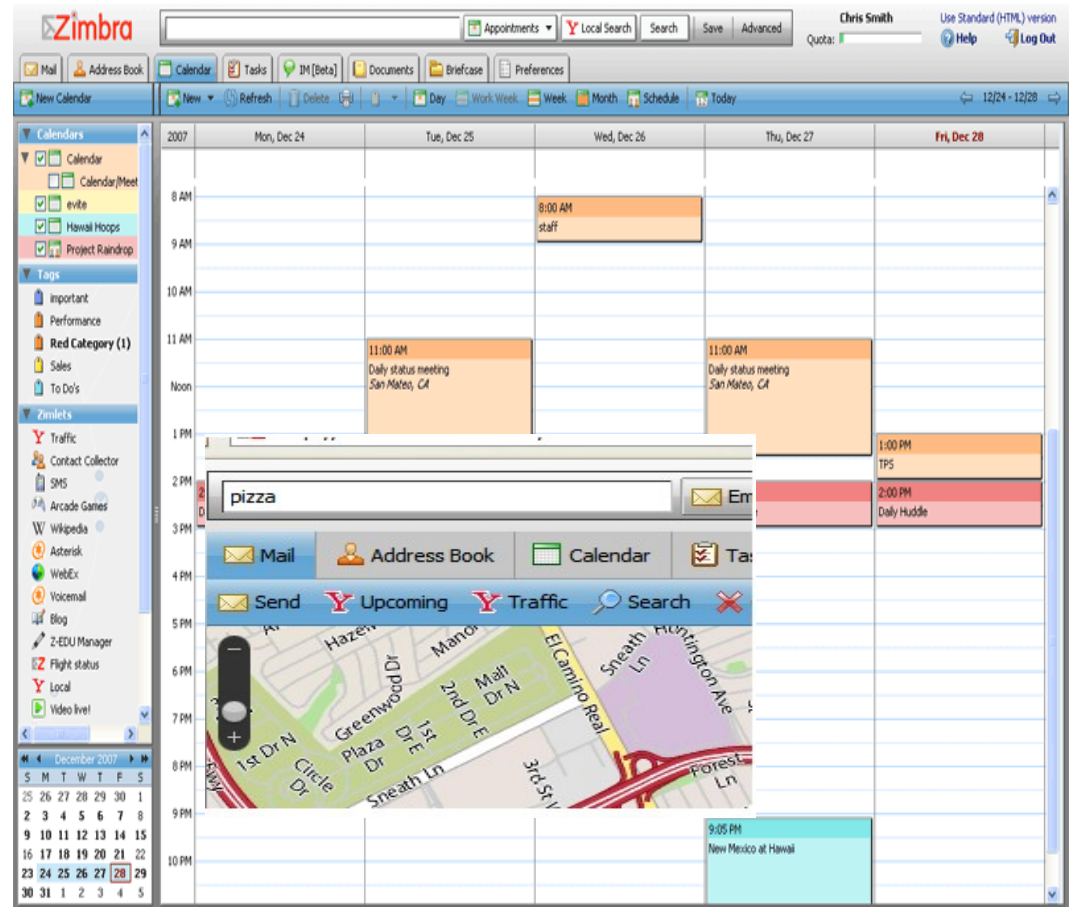 Zimbra
Appointments Local Search Search Save Advanced
Chris Smith
Quota:
Use Standard (HTML) version
Help Log Out
Mail Address Book Calendar Tasks IM [Beta] Documents Briefcase Preferences
New Calendar
New Refresh Delete Day Work Week Week Month Schedule Today 12/24 - 12/28
Calendars
Calendar
Calendar/Meet
evite
Hawaii Hoops
Project Raindrop
Tags
important
Performance
Red Category (1)
Sales
To Do's
Zimlets
Traffic
Contact Collector
SMS
Arcade Games
Wikipedia
Asterisk
WebEx
Voicemail
Blog
Z-EDU Manager
Flight status
Local
Video live!
December 2007
S M T W T F S
25 26 27 28 29 30 1
2 3 4 5 6 7 8
9 10 11 12 13 14 15
16 17 18 19 20 21 22
23 24 25 26 27 28 29
30 31 1 2 3 4 5
2007 Mon, Dec 24 Tue, Dec 25 Wed, Dec 26 Thu, Dec 27 Fri, Dec 28
8 AM
8:00 AM
staff
9 AM
10 AM
11 AM
11:00 AM
Daily status meeting
San Mateo, CA
11:00 AM
Daily status meeting
San Mateo, CA
Noon
1 PM
1:00 PM
TPS
2 PM
2:00 PM
Daily Huddle
3 PM
4 PM
5 PM
6 PM
7 PM
8 PM
9 PM
9:05 PM
New Mexico at Hawaii
10 PM
pizza
Em
Mail Address Book Calendar Tas
Send Upcoming Traffic Search
Hazel
Manor
El Camino Real
Sneath Ln
Huntington Ave
Greenwood Dr
2nd Dr E
Mall Dr N
1st Dr N
Plaza Dr
1st Dr E
Circle Dr
Sneath Ln
3rd St
Forest Ln